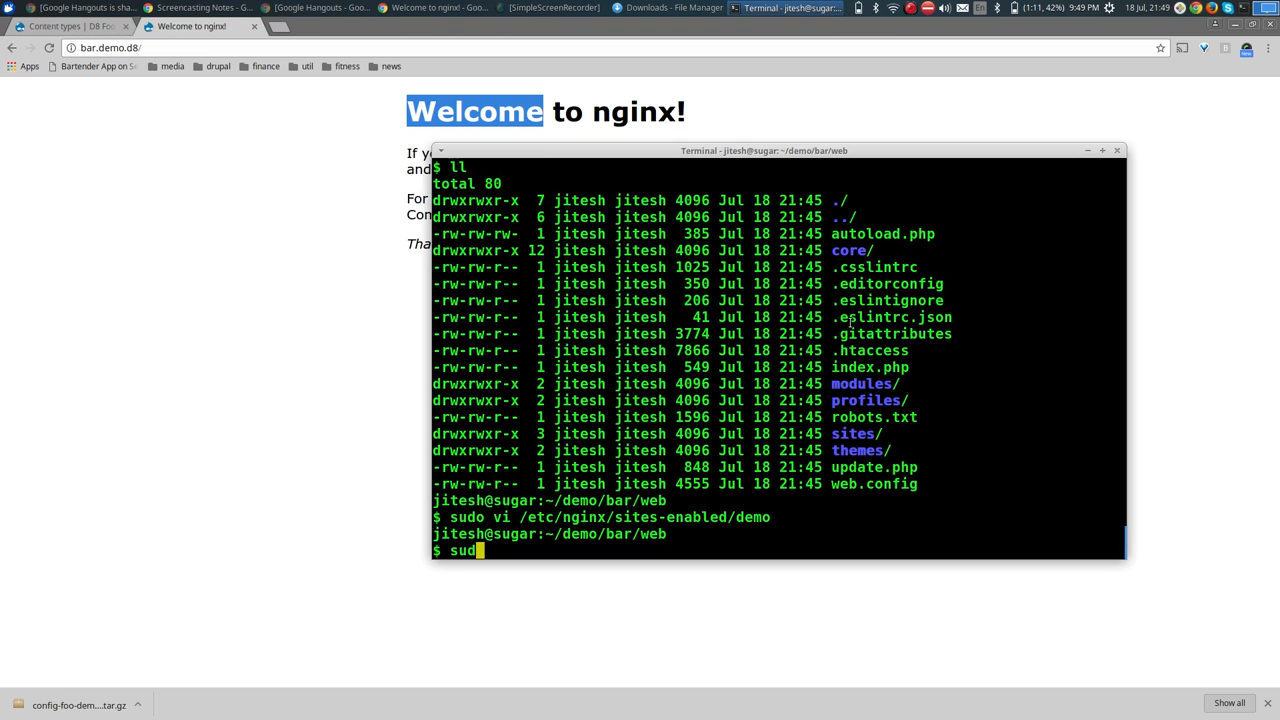 [Google Hangouts is sha...
Screencasting Notes - G...
[Google Hangouts] - Goo...
Welcome to nginx! - Goo...
[SimpleScreenRecorder]
Downloads - File Manager
Terminal - jitesh@sugar:...
En
(1:11, 42%)
9:49 PM
18 Jul, 21:49
Content types | D8 Foo
Welcome to nginx!
bar.demo.d8/
Apps
Bartender App on Se
media
drupal
finance
util
fitness
news
Welcome to nginx!
If y
and
For
Con
Tha
Terminal - jitesh@sugar: ~/demo/bar/web
$ ll
total 80
drwxrwxr-x 7 jitesh jitesh 4096 Jul 18 21:45 ./
drwxrwxr-x 6 jitesh jitesh 4096 Jul 18 21:45 ../
-rw-rw-rw- 1 jitesh jitesh 385 Jul 18 21:45 autoload.php
drwxrwxr-x 12 jitesh jitesh 4096 Jul 18 21:45 core/
-rw-rw-r-- 1 jitesh jitesh 1025 Jul 18 21:45 .csslintrc
-rw-rw-r-- 1 jitesh jitesh 350 Jul 18 21:45 .editorconfig
-rw-rw-r-- 1 jitesh jitesh 206 Jul 18 21:45 .eslintignore
-rw-rw-r-- 1 jitesh jitesh 41 Jul 18 21:45 .eslintrc.json
-rw-rw-r-- 1 jitesh jitesh 3774 Jul 18 21:45 .gitattributes
-rw-rw-r-- 1 jitesh jitesh 7866 Jul 18 21:45 .htaccess
-rw-rw-r-- 1 jitesh jitesh 549 Jul 18 21:45 index.php
drwxrwxr-x 2 jitesh jitesh 4096 Jul 18 21:45 modules/
drwxrwxr-x 2 jitesh jitesh 4096 Jul 18 21:45 profiles/
-rw-rw-r-- 1 jitesh jitesh 1596 Jul 18 21:45 robots.txt
drwxrwxr-x 3 jitesh jitesh 4096 Jul 18 21:45 sites/
drwxrwxr-x 2 jitesh jitesh 4096 Jul 18 21:45 themes/
-rw-rw-r-- 1 jitesh jitesh 848 Jul 18 21:45 update.php
-rw-rw-r-- 1 jitesh jitesh 4555 Jul 18 21:45 web.config
jitesh@sugar:~/demo/bar/web
$ sudo vi /etc/nginx/sites-enabled/demo
jitesh@sugar:~/demo/bar/web
$ sud
config-foo-dem....tar.gz
Show all